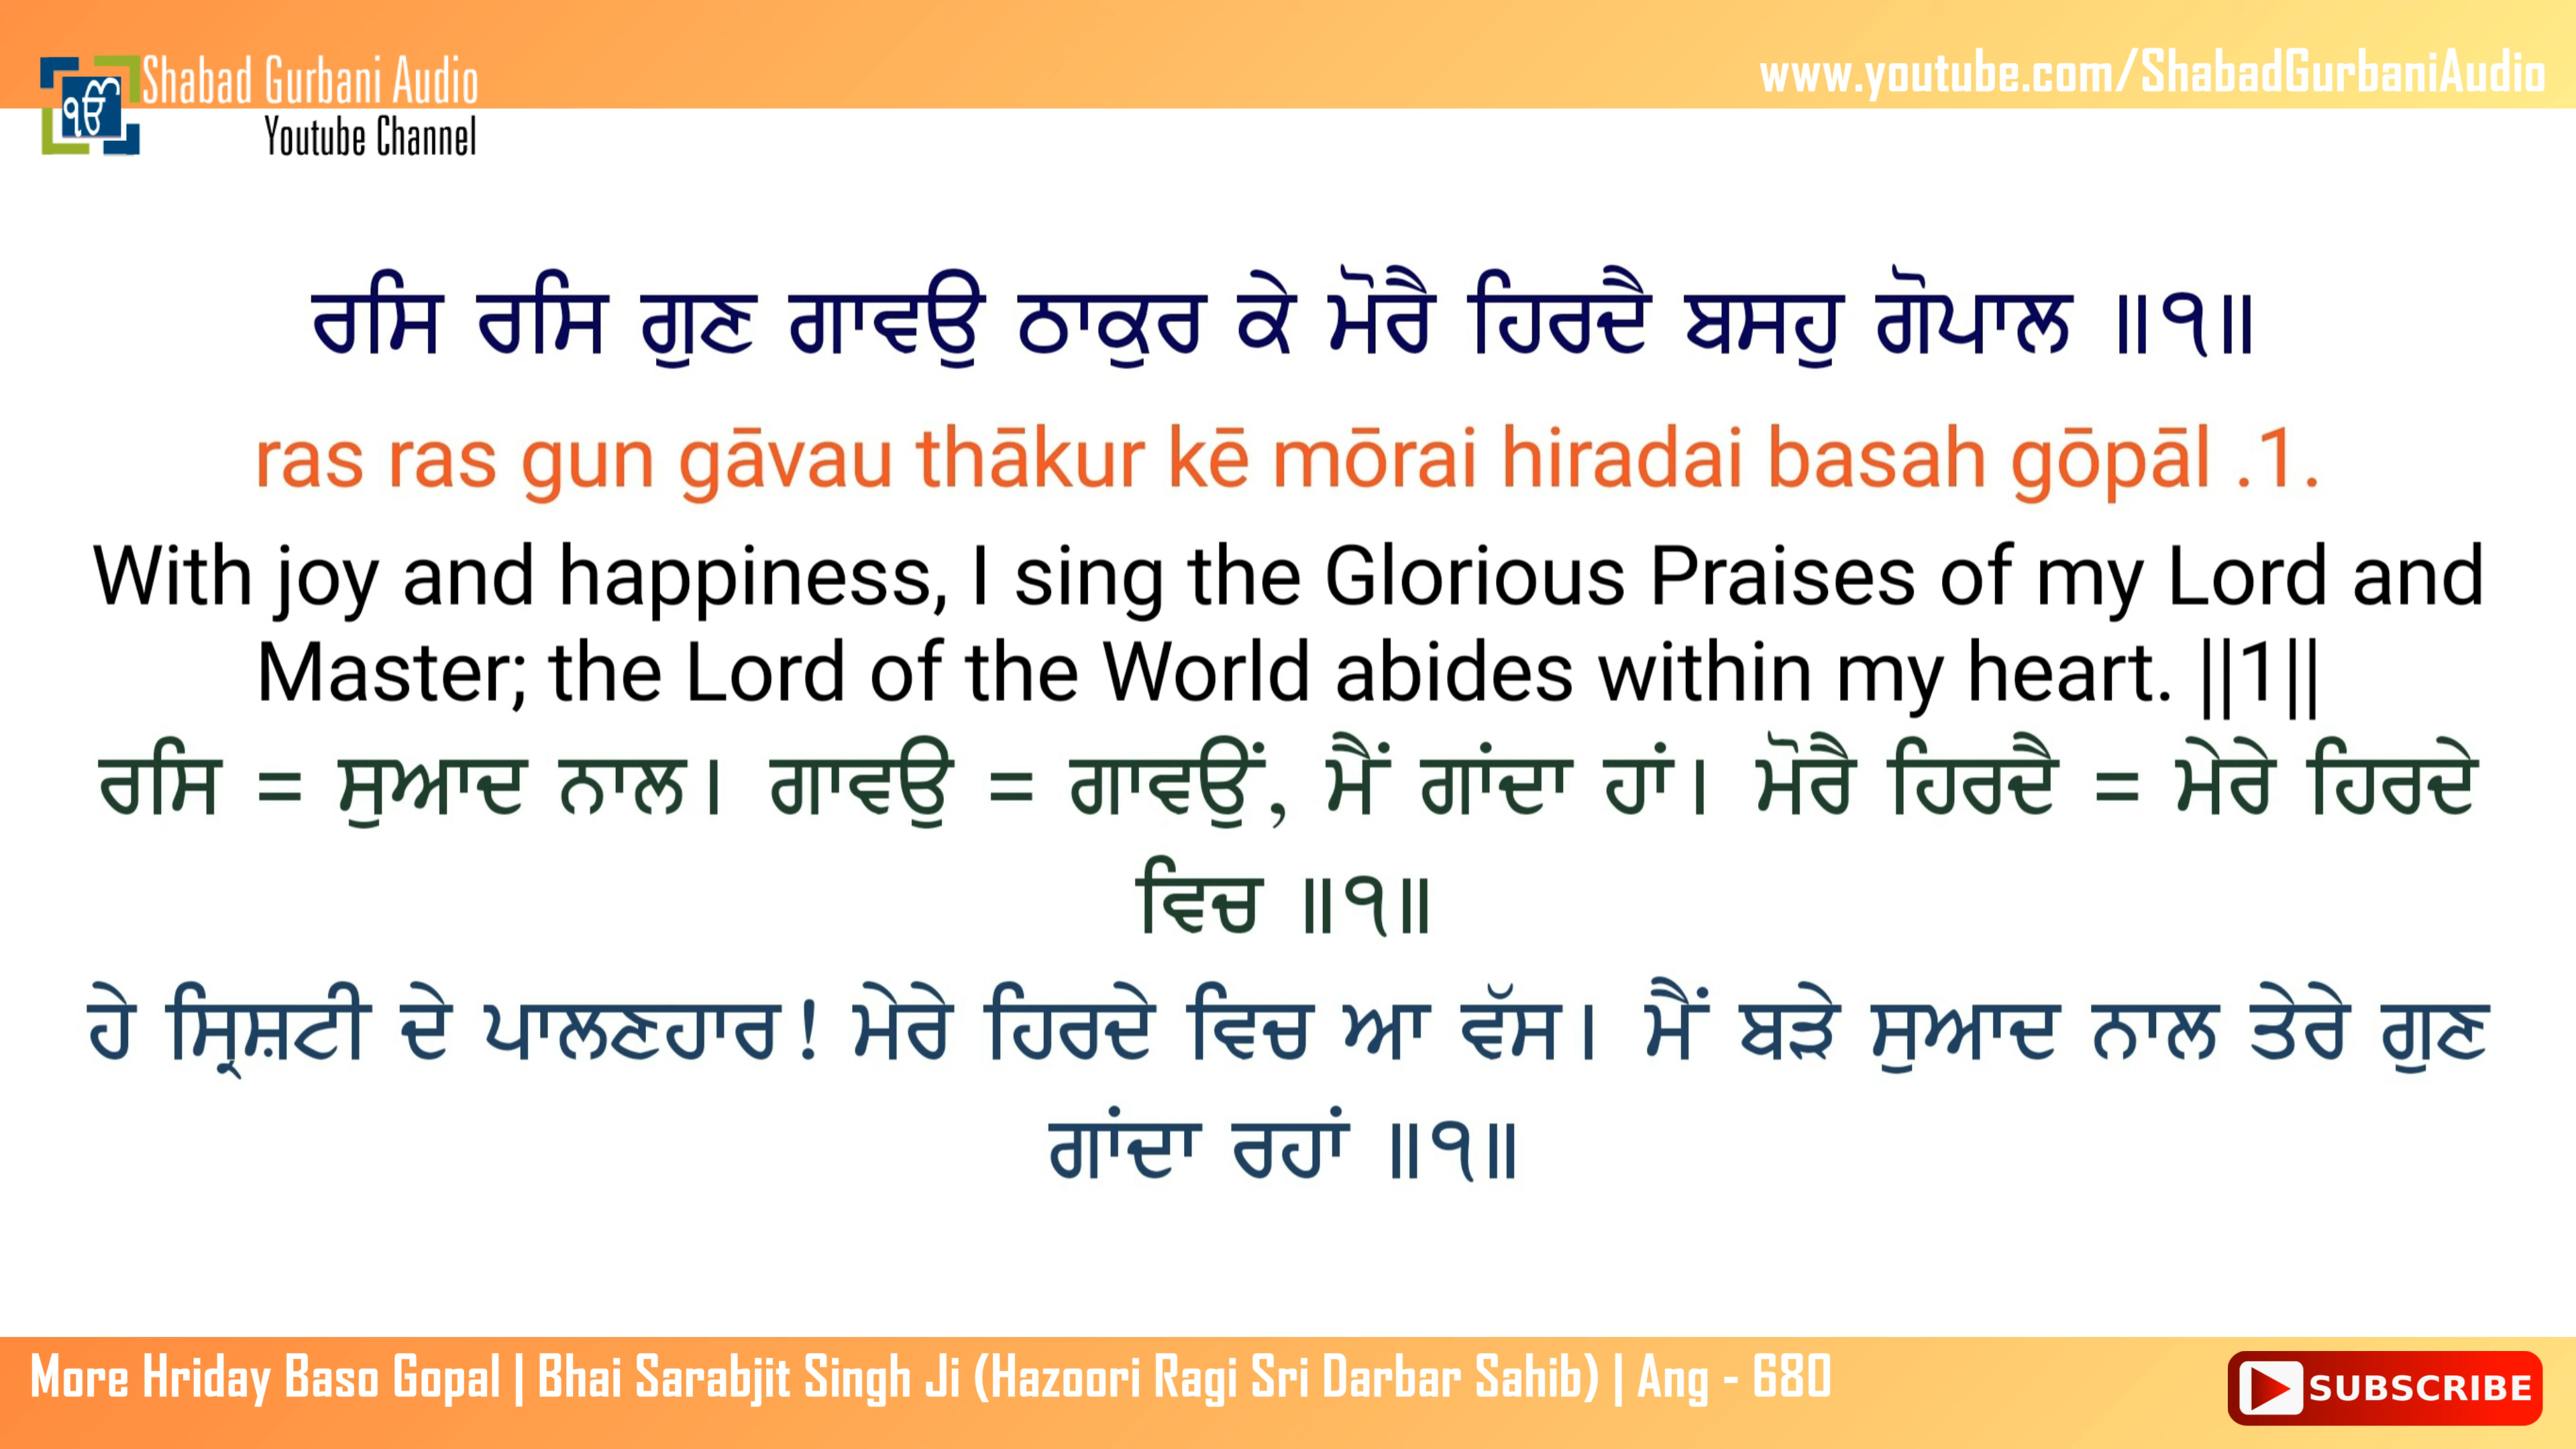 Shabad Gurbani Audio
Youtube Channel
ੴ
www.youtube.com/ShabadGurbaniAudio
ਰਸਿ ਰਸਿ ਗੁਣ ਗਾਵਉ ਠਾਕੁਰ ਕੇ ਮੋਰੈ ਹਿਰਦੈ ਬਸਹੁ ਗੋਪਾਲ ॥੧॥
ras ras gun gāvau thākur kē mōrai hiradai basah gōpāl .1.
With joy and happiness, I sing the Glorious Praises of my Lord and
Master; the Lord of the World abides within my heart. ||1||
ਰਸਿ = ਸੁਆਦ ਨਾਲ। ਗਾਵਉ = ਗਾਵਉਂ, ਮੈਂ ਗਾਂਦਾ ਹਾਂ। ਮੋਰੈ ਹਿਰਦੈ = ਮੇਰੇ ਹਿਰਦੇ
ਵਿਚ ॥੧॥
ਹੇ ਸ੍ਰਿਸ਼ਟੀ ਦੇ ਪਾਲਣਹਾਰ! ਮੇਰੇ ਹਿਰਦੇ ਵਿਚ ਆ ਵੱਸ। ਮੈਂ ਬੜੇ ਸੁਆਦ ਨਾਲ ਤੇਰੇ ਗੁਣ
ਗਾਂਦਾ ਰਹਾਂ ॥੧॥
More Hriday Baso Gopal | Bhai Sarabjit Singh Ji (Hazoori Ragi Sri Darbar Sahib) | Ang - 680
SUBSCRIBE